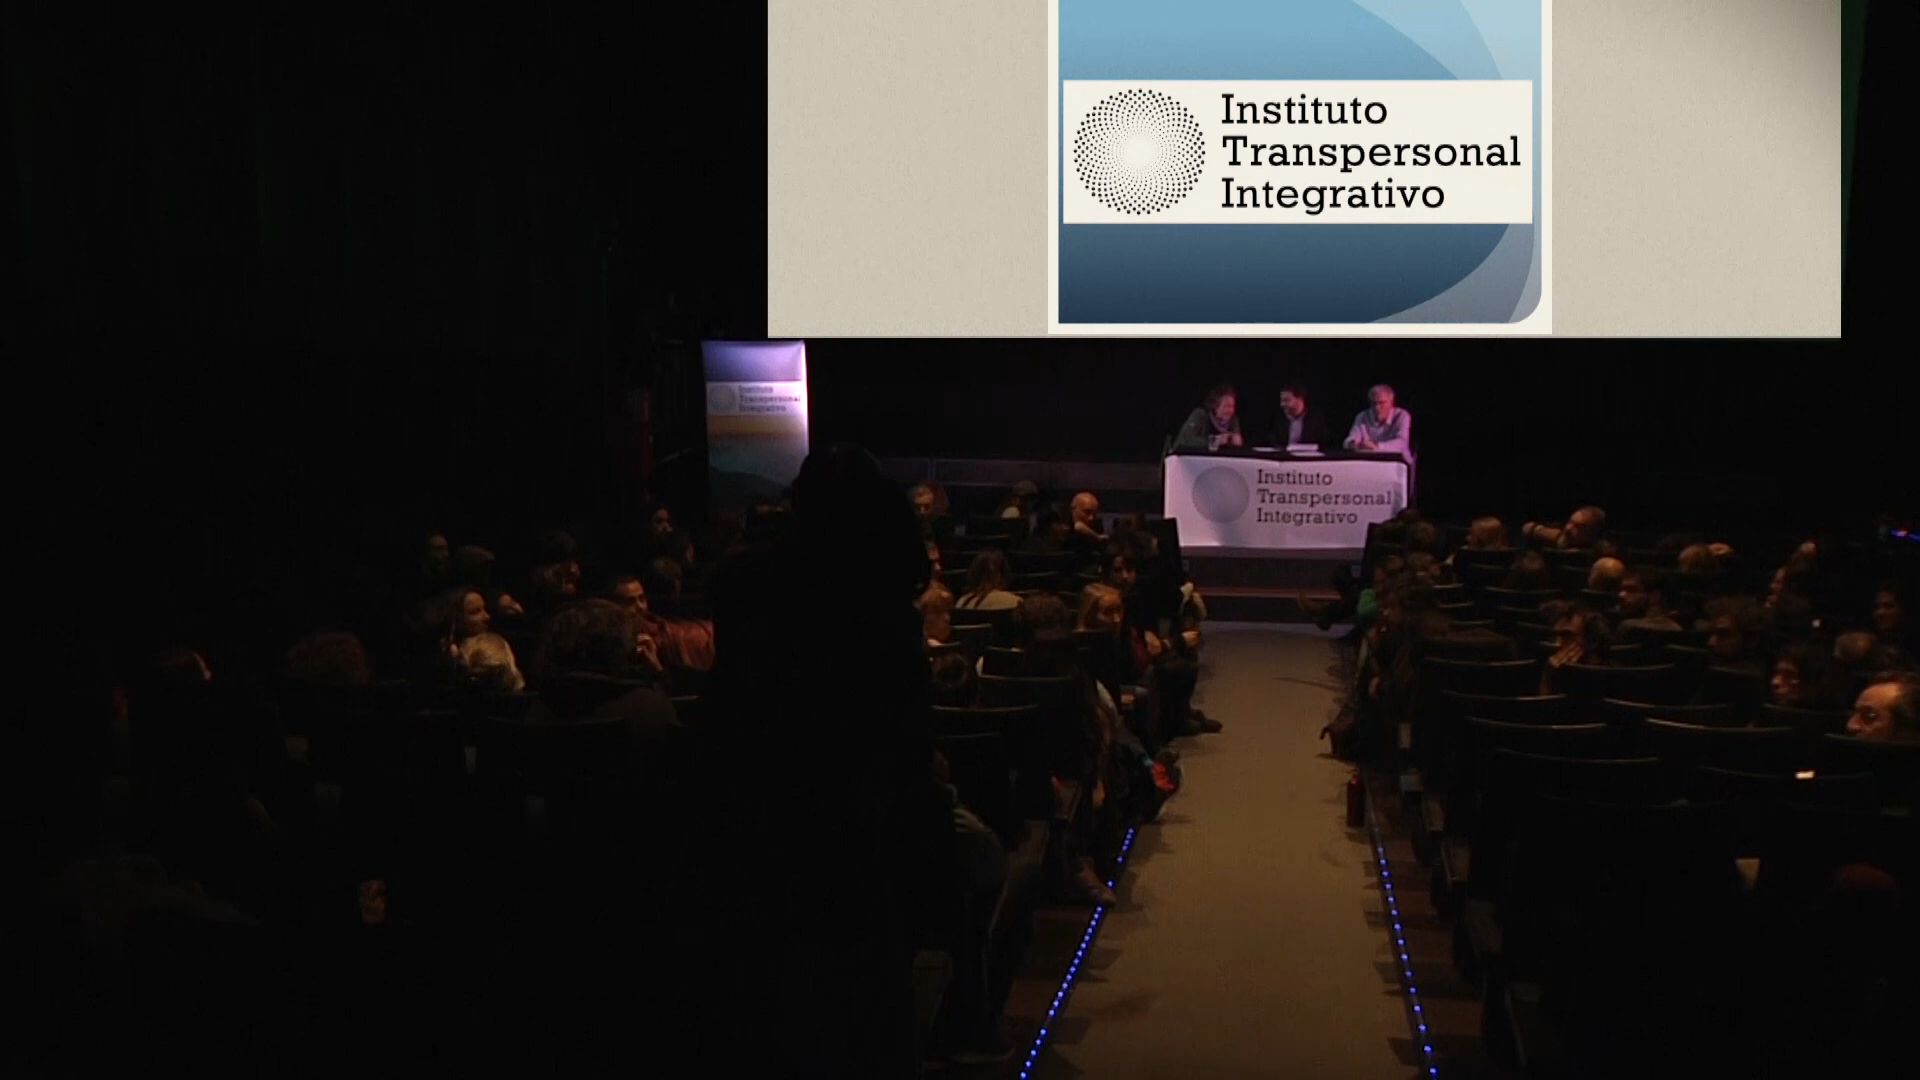 Instituto
Transpersonal
Integrativo
Instituto
Transpersonal
Integrativo
Instituto
Transpersonal
Integrativo